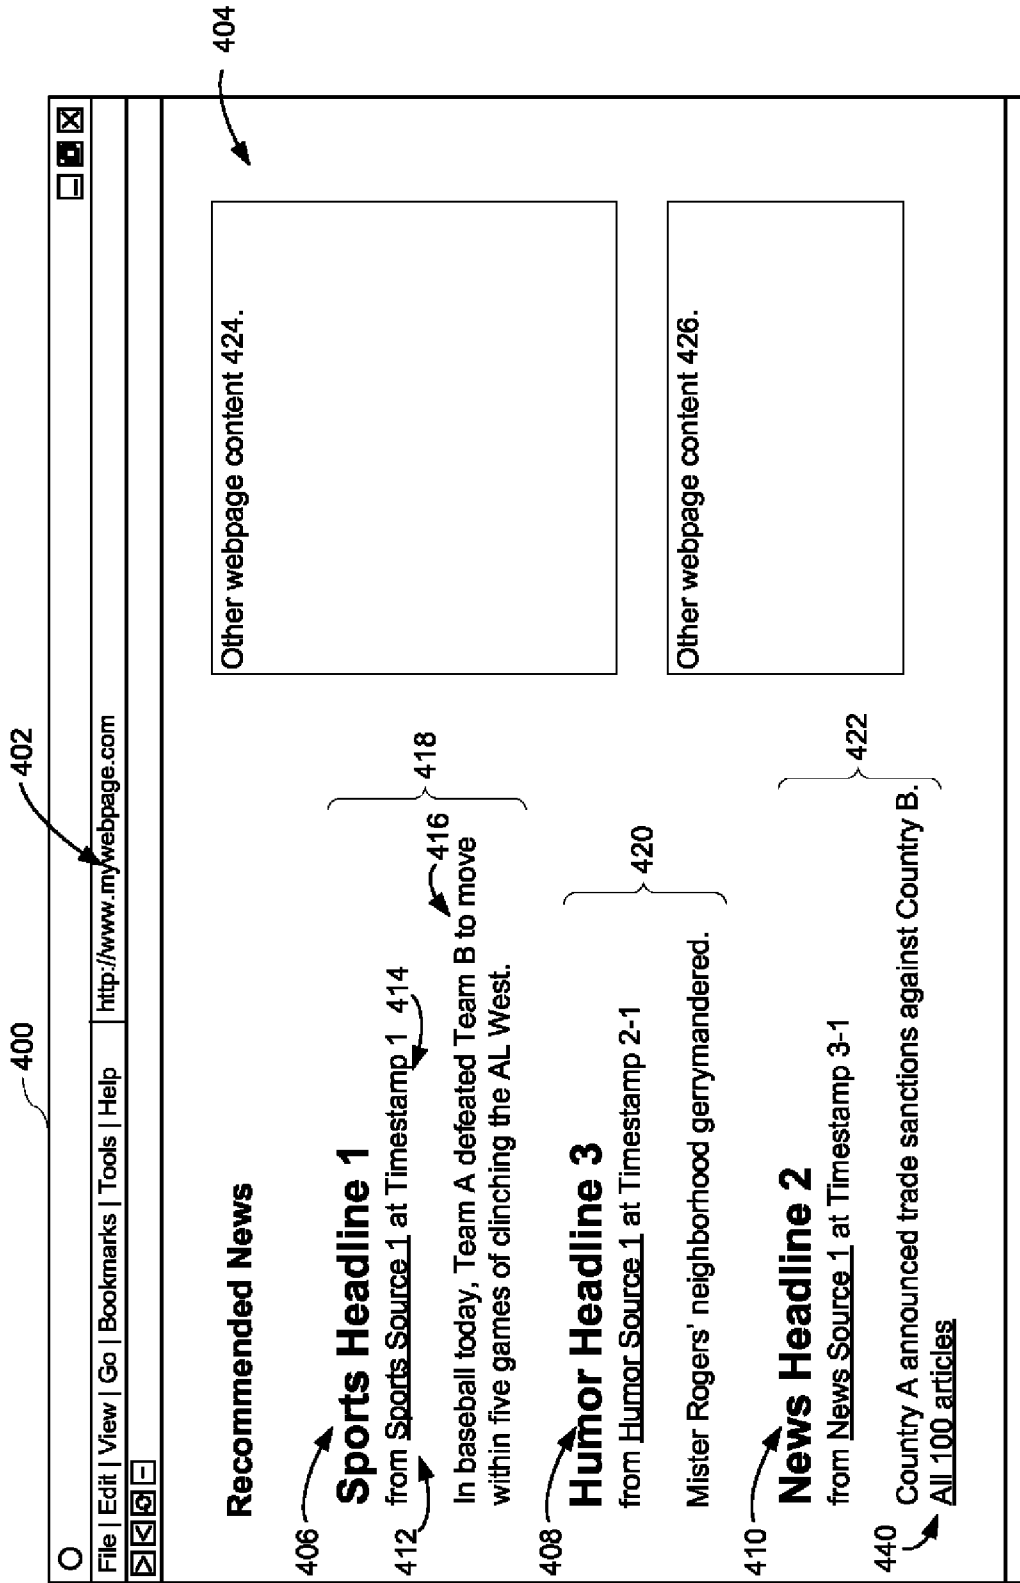 400
402
File | Edit | View | Go | Bookmarks | Tools | Help
http://www.mywebpage.com
404
Recommended News
406
Sports Headline 1
412
from Sports Source 1 at Timestamp 1
414
416
In baseball today, Team A defeated Team B to move
within five games of clinching the AL West.
418
408
Humor Headline 3
from Humor Source 1 at Timestamp 2-1
Mister Rogers' neighborhood gerrymandered.
420
410
News Headline 2
from News Source 1 at Timestamp 3-1
Country A announced trade sanctions against Country B.
440
All 100 articles
422
Other webpage content 424.
Other webpage content 426.